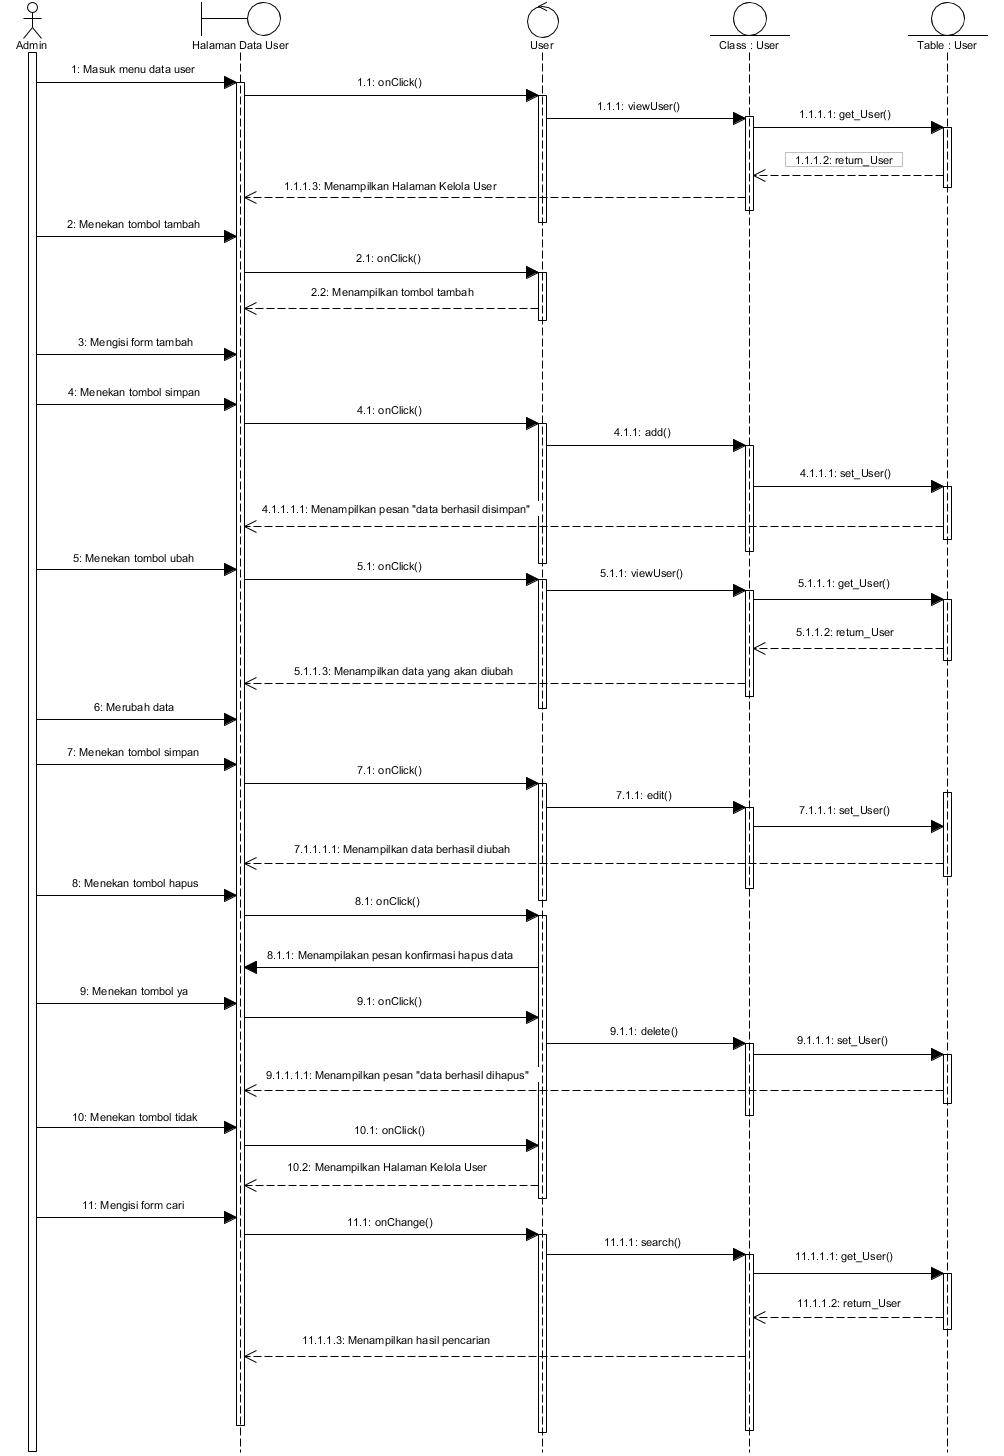 Admin
Halaman Data User
User
Class : User
Table : User
1: Masuk menu data user
1.1: onClick()
1.1.1: viewUser()
1.1.1.1: get_User()
1.1.1.2: return_User
1.1.1.3: Menampilkan Halaman Kelola User
2: Menekan tombol tambah
2.1: onClick()
2.2: Menampilkan tombol tambah
3: Mengisi form tambah
4: Menekan tombol simpan
4.1: onClick()
4.1.1: add()
4.1.1.1: set_User()
4.1.1.1.1: Menampilkan pesan "data berhasil disimpan"
5: Menekan tombol ubah
5.1: onClick()
5.1.1: viewUser()
5.1.1.1: get_User()
5.1.1.2: return_User
5.1.1.3: Menampilkan data yang akan diubah
6: Merubah data
7: Menekan tombol simpan
7.1: onClick()
7.1.1: edit()
7.1.1.1: set_User()
7.1.1.1.1: Menampilkan data berhasil diubah
8: Menekan tombol hapus
8.1: onClick()
8.1.1: Menampilakan pesan konfirmasi hapus data
9: Menekan tombol ya
9.1: onClick()
9.1.1: delete()
9.1.1.1: set_User()
9.1.1.1.1: Menampilkan pesan "data berhasil dihapus"
10: Menekan tombol tidak
10.1: onClick()
10.2: Menampilkan Halaman Kelola User
11: Mengisi form cari
11.1: onChange()
11.1.1: search()
11.1.1.1: get_User()
11.1.1.2: return_User
11.1.1.3: Menampilkan hasil pencarian